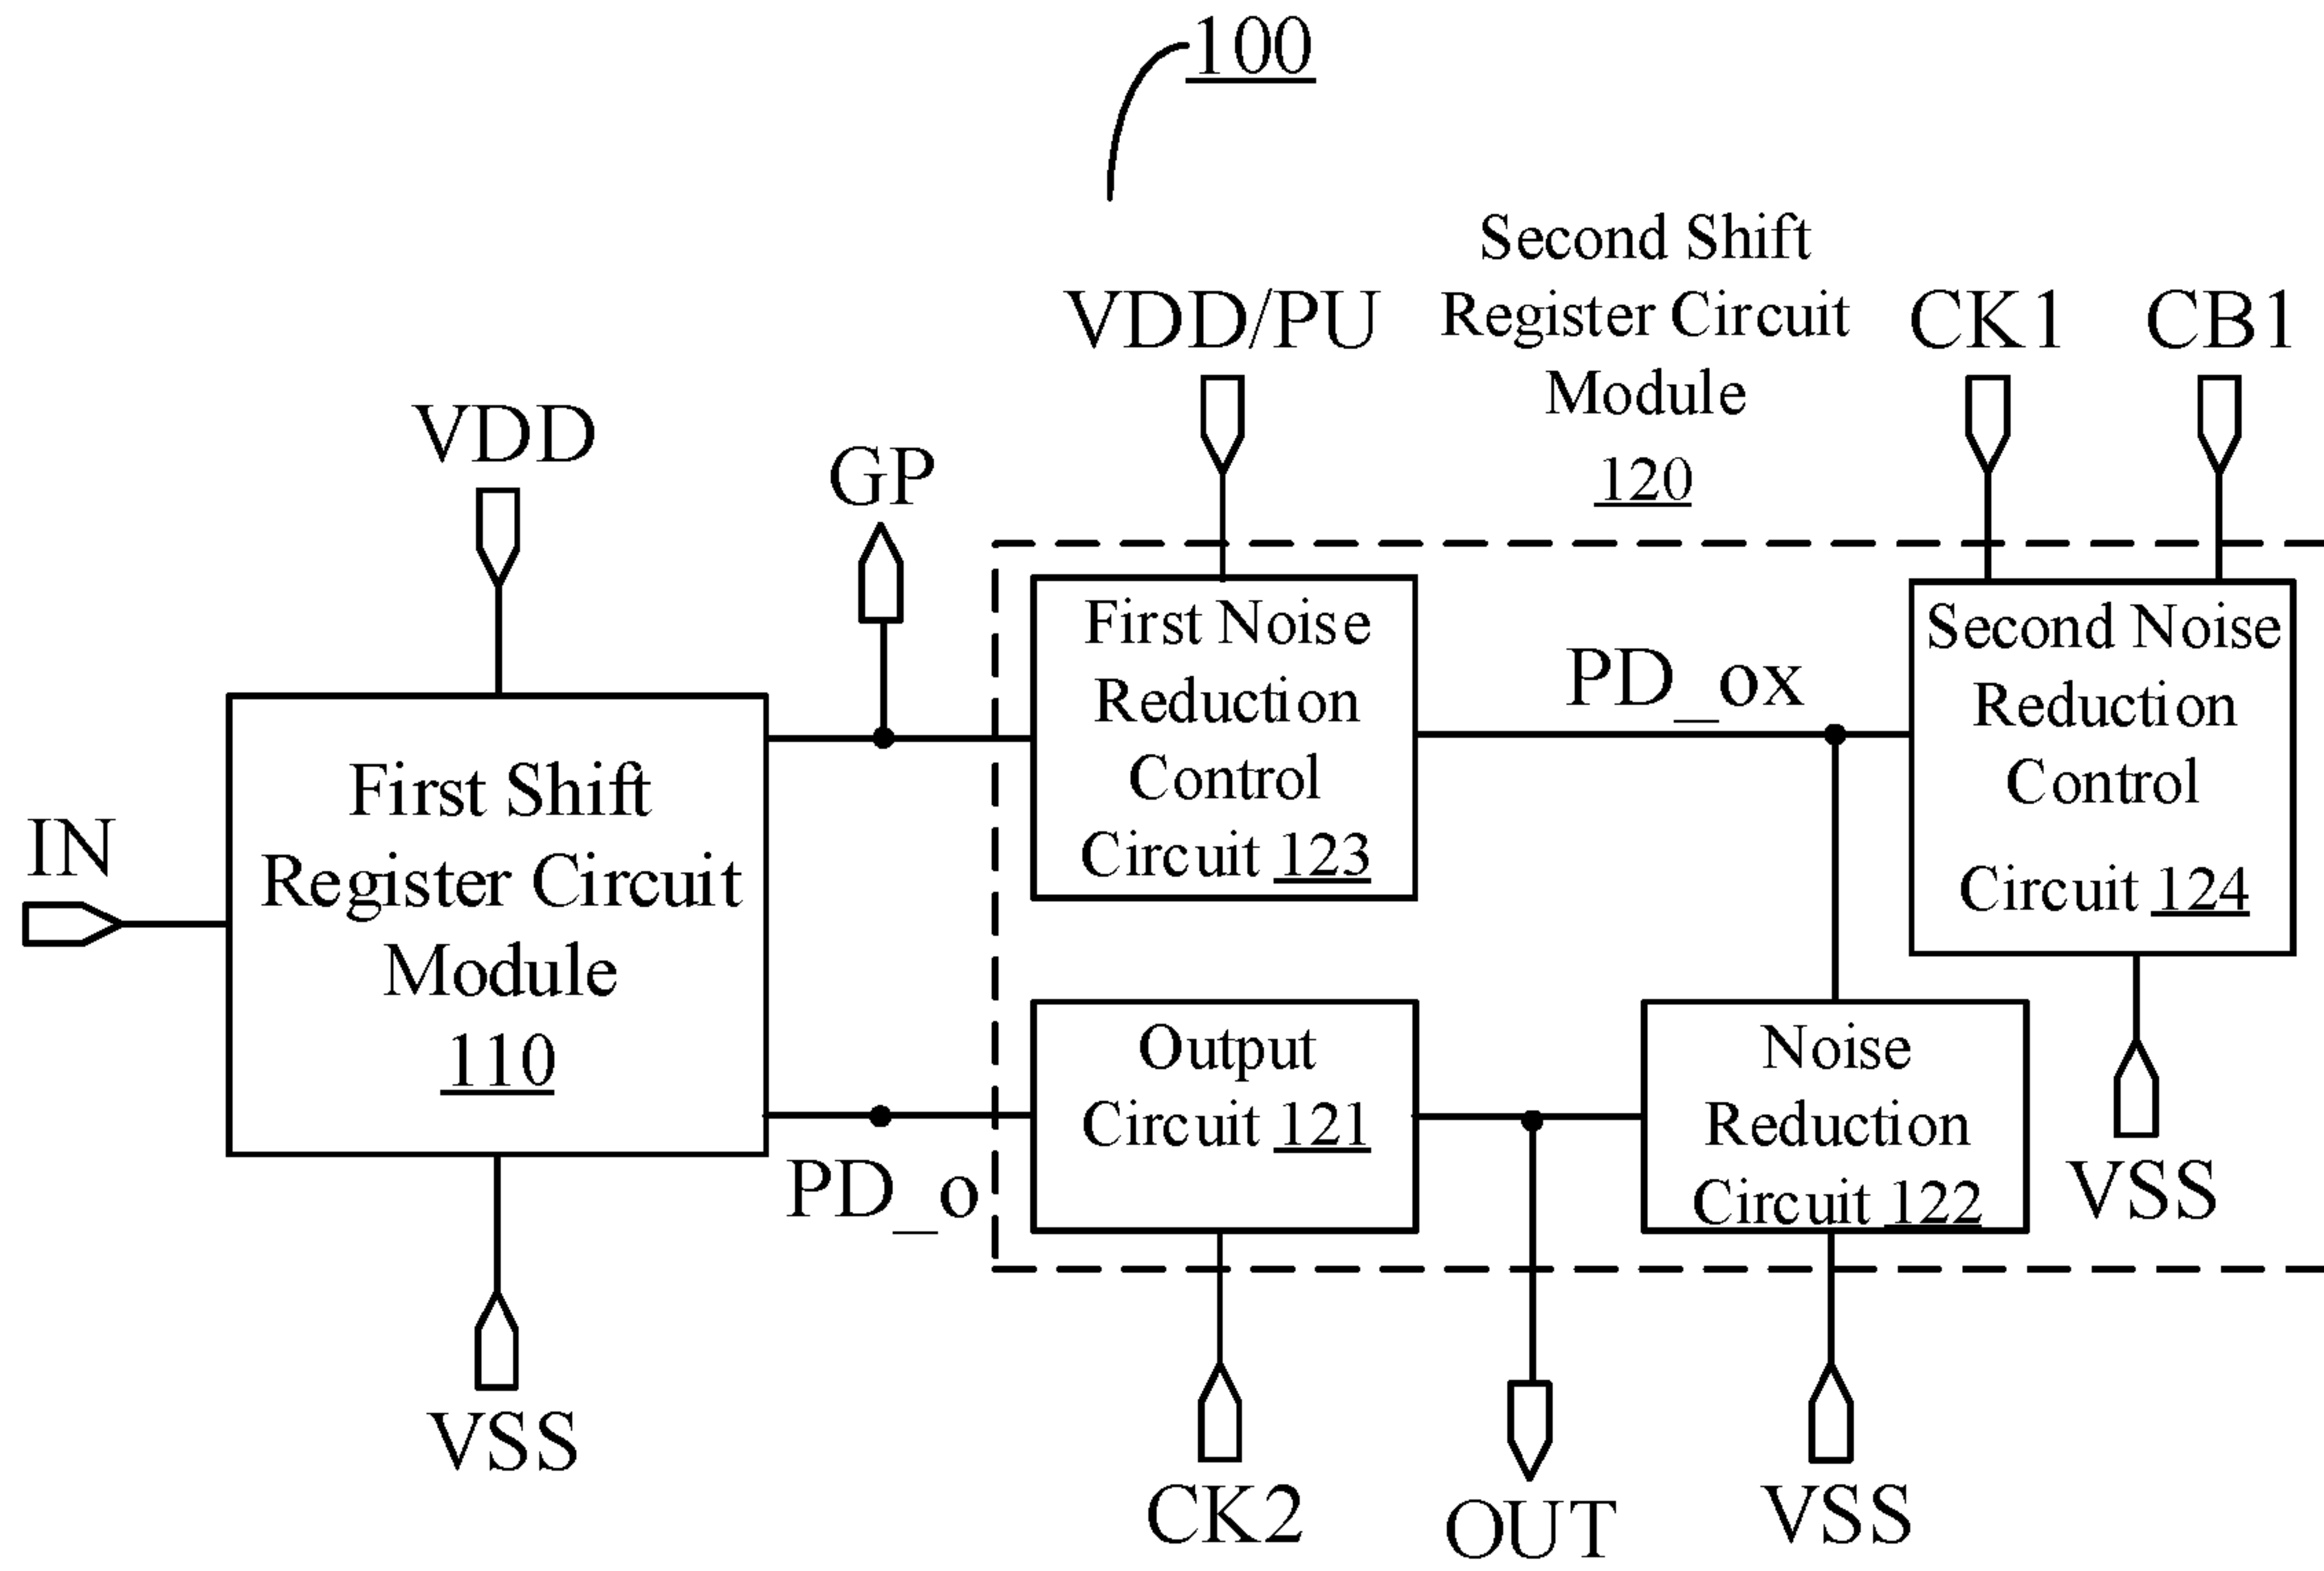 100
Second Shift
Register Circuit
Module
120
VDD/PU
CK1
CB1
VDD
GP
First Noise
Reduction
Control
Circuit 123
PD_ox
Second Noise
Reduction
Control
Circuit 124
IN
First Shift
Register Circuit
Module
110
Output
Circuit 121
Noise
Reduction
Circuit 122
PD_o
VSS
VSS
CK2
OUT
VSS